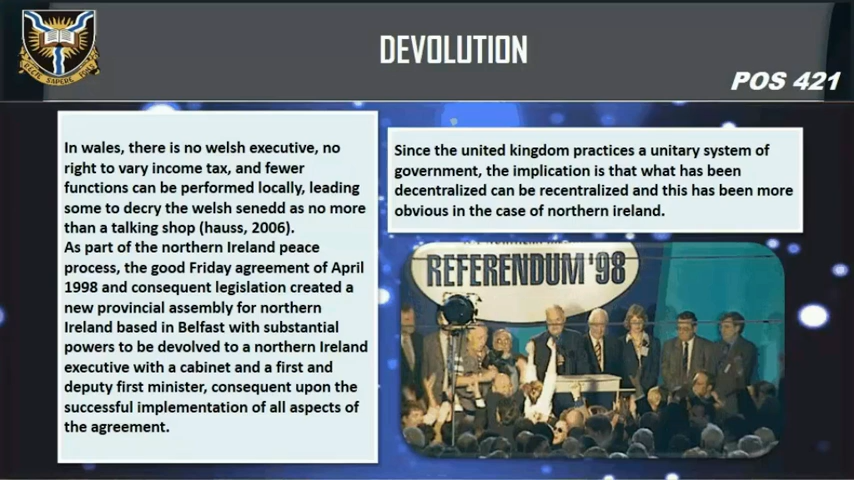 DEVOLUTION
POS 421
In wales, there is no welsh executive, no
right to vary income tax, and fewer
functions can be performed locally, leading
some to decry the welsh senedd as no more
than a talking shop (hauss, 2006).
As part of the northern Ireland peace
process, the good Friday agreement of April
1998 and consequent legislation created a
new provincial assembly for northern
Ireland based in Belfast with substantial
powers to be devolved to a northern Ireland
executive with a cabinet and a first and
deputy first minister, consequent upon the
successful implementation of all aspects of
the agreement.
Since the united kingdom practices a unitary system of
government, the implication is that what has been
decentralized can be recentralized and this has been more
obvious in the case of northern ireland.
REFERENDUM'98